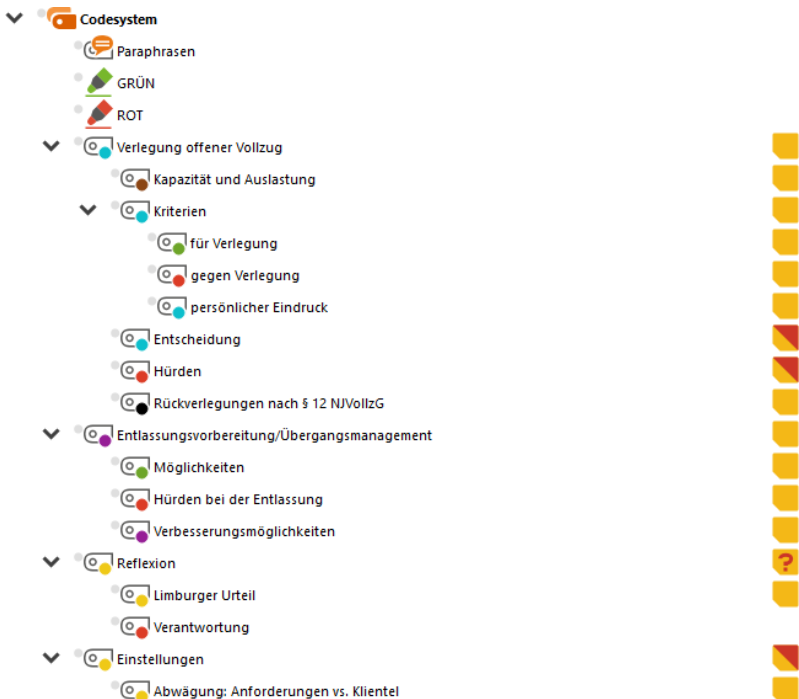 Codesystem
Paraphrasen
GRÜN
ROT
Verlegung offener Vollzug
Kapazität und Auslastung
Kriterien
für Verlegung
gegen Verlegung
persönlicher Eindruck
Entscheidung
Hürden
Rückverlegungen nach § 12 NJVollzG
Entlassungsvorbereitung/Übergangsmanagement
Möglichkeiten
Hürden bei der Entlassung
Verbesserungsmöglichkeiten
Reflexion
?
Limburger Urteil
Verantwortung
Einstellungen
Abwägung: Anforderungen vs. Klientel